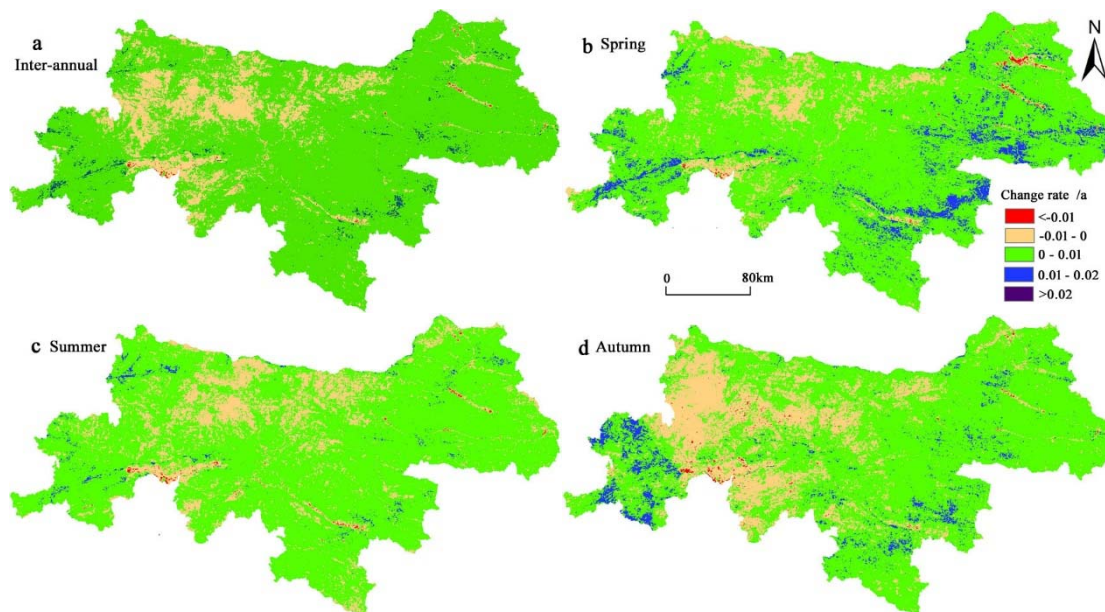 a
Inter-annual
b Spring
N
Change rate /a
<-0.01
-0.01 - 0
0 - 0.01
0.01 - 0.02
>0.02
0 80km
c Summer
d Autumn